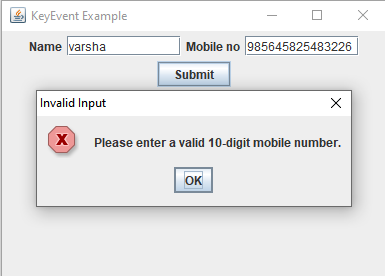 KeyEvent Example
Name varsha Mobile no 985645825483226
Submit
Invalid Input
Please enter a valid 10-digit mobile number.
OK